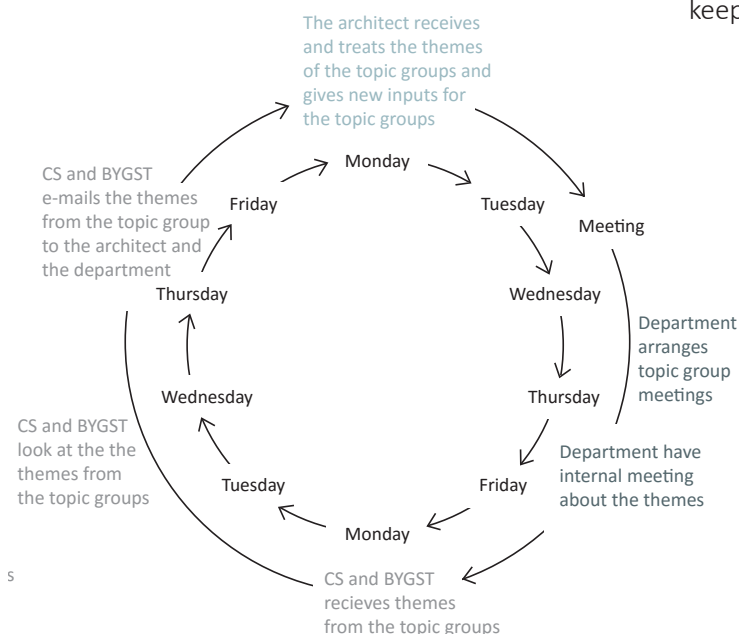 keep
The architect receives
and treats the themes
of the topic groups and
gives new inputs for
the topic groups
Monday
Tuesday
Meeting
Wednesday
Department
arranges
topic group
meetings
Thursday
Department have
internal meeting
about the themes
Friday
Monday
CS and BYGST
recieves themes
from the topic groups
Tuesday
CS and BYGST
look at the the
themes from
the topic groups
Wednesday
Thursday
CS and BYGST
e-mails the themes
from the topic group
to the architect and
the department
Friday
s